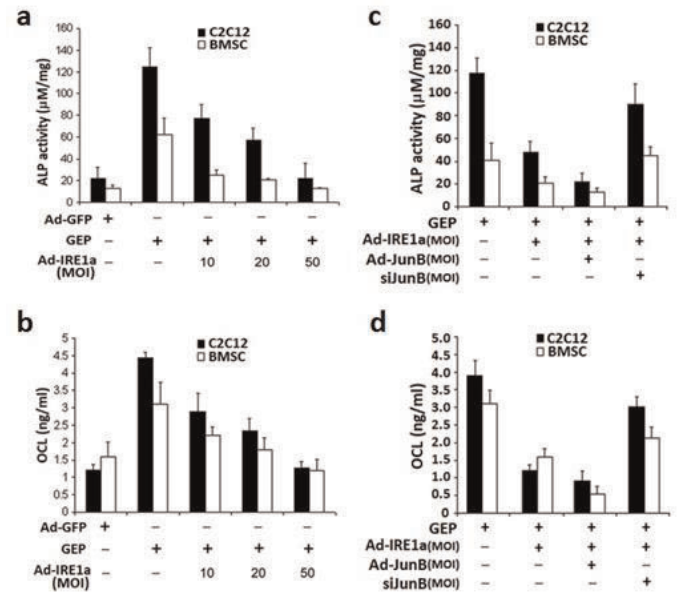 a
C2C12
BMSC
ALP activity (µM/mg)
160
140
120
100
80
60
40
20
0
Ad-GFP + – – – –
GEP – + + + +
Ad-IRE1a – – 10 20 50
(MOI)
c
C2C12
BMSC
ALP activity (µM/mg)
160
140
120
100
80
60
40
20
0
GEP + + + +
Ad-IRE1a(MOI) – + + +
Ad-JunB(MOI) – – + –
siJunB(MOI) – – – +
b
C2C12
BMSC
OCL (ng/ml)
5
4.5
4
3.5
3
2.5
2
1.5
1
0.5
0
Ad-GFP + – – – –
GEP – + + + +
Ad-IRE1a – – 10 20 50
(MOI)
d
C2C12
BMSC
OCL (ng/ml)
5.0
4.5
4.0
3.5
3.0
2.5
2.0
1.5
1.0
0.5
0
GEP + + + +
Ad-IRE1a(MOI) – + + +
Ad-JunB(MOI) – – + –
siJunB(MOI) – – – +